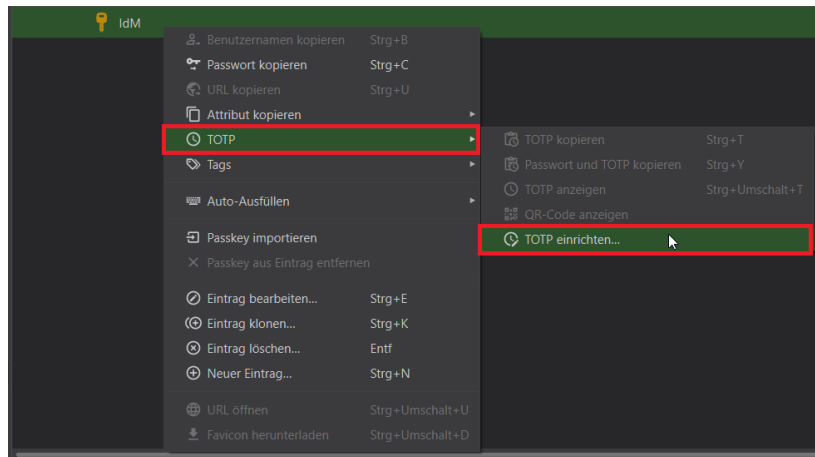 IdM
Benutzernamen kopieren Strg+B
Passwort kopieren Strg+C
URL kopieren Strg+U
Attribut kopieren
TOTP
Tags
Auto-Ausfüllen
Passkey importieren
Passkey aus Eintrag entfernen
Eintrag bearbeiten... Strg+E
Eintrag klonen... Strg+K
Eintrag löschen... Entf
Neuer Eintrag... Strg+N
URL öffnen Strg+Umschalt+U
Favicon herunterladen Strg+Umschalt+D
TOTP kopieren Strg+T
Passwort und TOTP kopieren Strg+Y
TOTP anzeigen Strg+Umschalt+T
QR-Code anzeigen
TOTP einrichten...